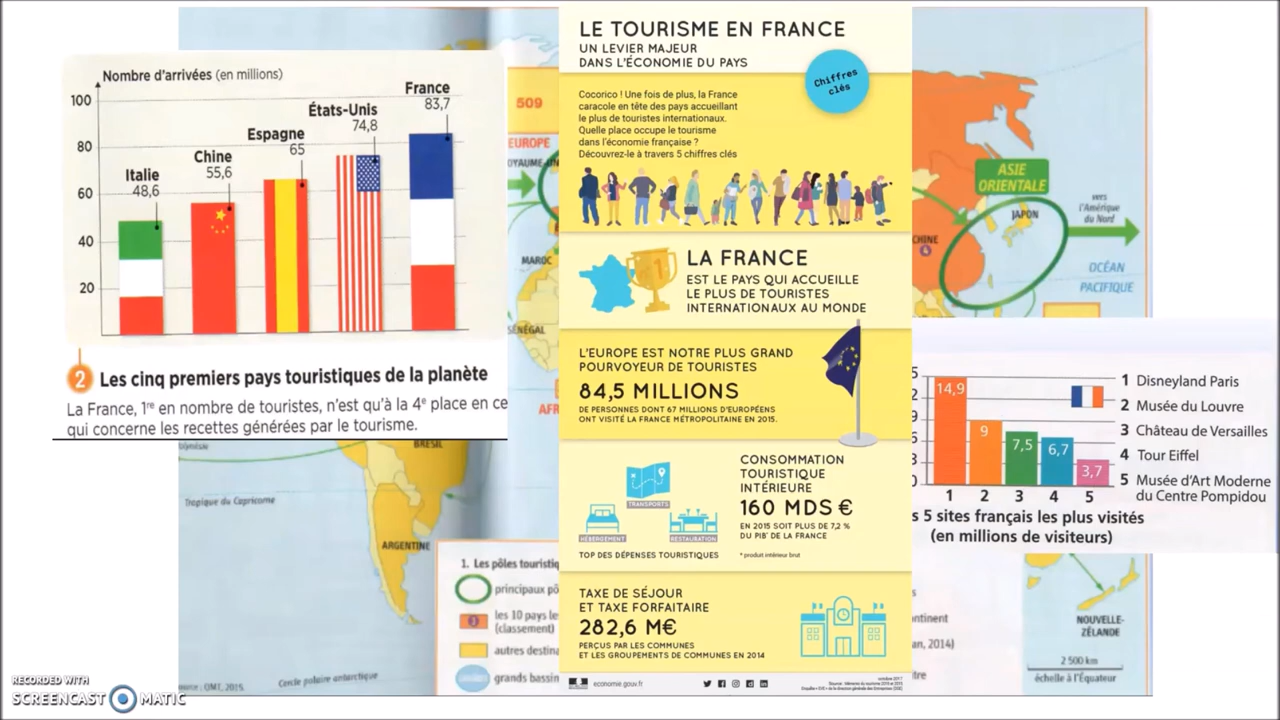 Nombre d'arrivées (en millions)
100
80
60
40
20
Italie
48,6
Chine
55,6
Espagne
65
États-Unis
74,8
France
83,7
2 Les cinq premiers pays touristiques de la planète
La France, 1re en nombre de touristes, n'est qu'à la 4e place en ce
qui concerne les recettes générées par le tourisme.
509
EUROPE
MAROC
SÉNÉGAL
AFR
BRÉSIL
Tropique du Capricorne
ARGENTINE
Cercle polaire antarctique
: OMT, 2015.
1. Les pôles touristiq
principaux pô
les 10 pays le
(classement)
autres destina
grands bassin
LE TOURISME EN FRANCE
UN LEVIER MAJEUR
DANS L'ÉCONOMIE DU PAYS
Chiffres
clés
Cocorico ! Une fois de plus, la France
caracole en tête des pays accueillant
le plus de touristes internationaux.
Quelle place occupe le tourisme
dans l'économie française ?
Découvrez-le à travers 5 chiffres clés
1
LA FRANCE
EST LE PAYS QUI ACCUEILLE
LE PLUS DE TOURISTES
INTERNATIONAUX AU MONDE
L'EUROPE EST NOTRE PLUS GRAND
POURVOYEUR DE TOURISTES
84,5 MILLIONS
DE PERSONNES DONT 67 MILLIONS D'EUROPÉENS
ONT VISITÉ LA FRANCE MÉTROPOLITAINE EN 2015.
CONSOMMATION
TOURISTIQUE
INTÉRIEURE
160 MDS €
EN 2015 SOIT PLUS DE 7,2 %
DU PIB* DE LA FRANCE
* produit intérieur brut
TRANSPORTS
HÉBERGEMENT
RESTAURATION
TOP DES DÉPENSES TOURISTIQUES
TAXE DE SÉJOUR
ET TAXE FORFAITAIRE
282,6 M€
PERÇUS PAR LES COMMUNES
ET LES GROUPEMENTS DE COMMUNES EN 2014
economie.gouv.fr
octobre 2017
ASIE
ORIENTALE
JAPON
CHINE
4
vers
l'Amérique
du Nord
OCÉAN
PACIFIQUE
14,9
9
7,5
6,7
3,7
1 2 3 4 5
1 Disneyland Paris
2 Musée du Louvre
3 Château de Versailles
4 Tour Eiffel
5 Musée d'Art Moderne
du Centre Pompidou
s 5 sites français les plus visités
(en millions de visiteurs)
ntinent
an, 2014)
NOUVELLE-
ZÉLANDE
2 500 km
échelle à l'Équateur
RECORDED WITH
SCREENCAST MATIC